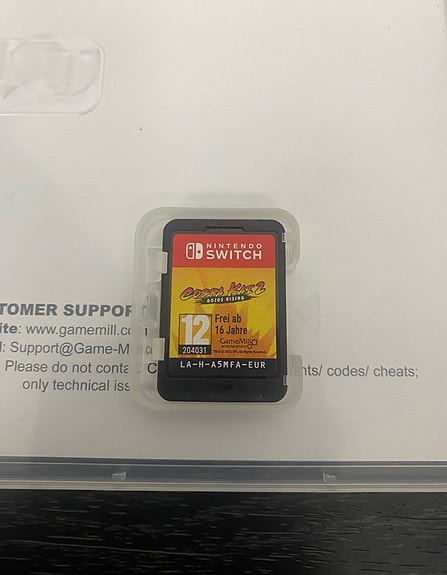 NINTENDO
SWITCH
COBRA KAI 2
DOJOS RISING
12
Frei ab
16 Jahre
204031
GameMill
LA-H-A5MFA-EUR
TOMER SUPPOR
ite: www.gamemill.com
l: Support@Game-M
Please do not conta C nts/ codes/ cheats;
only technical iss